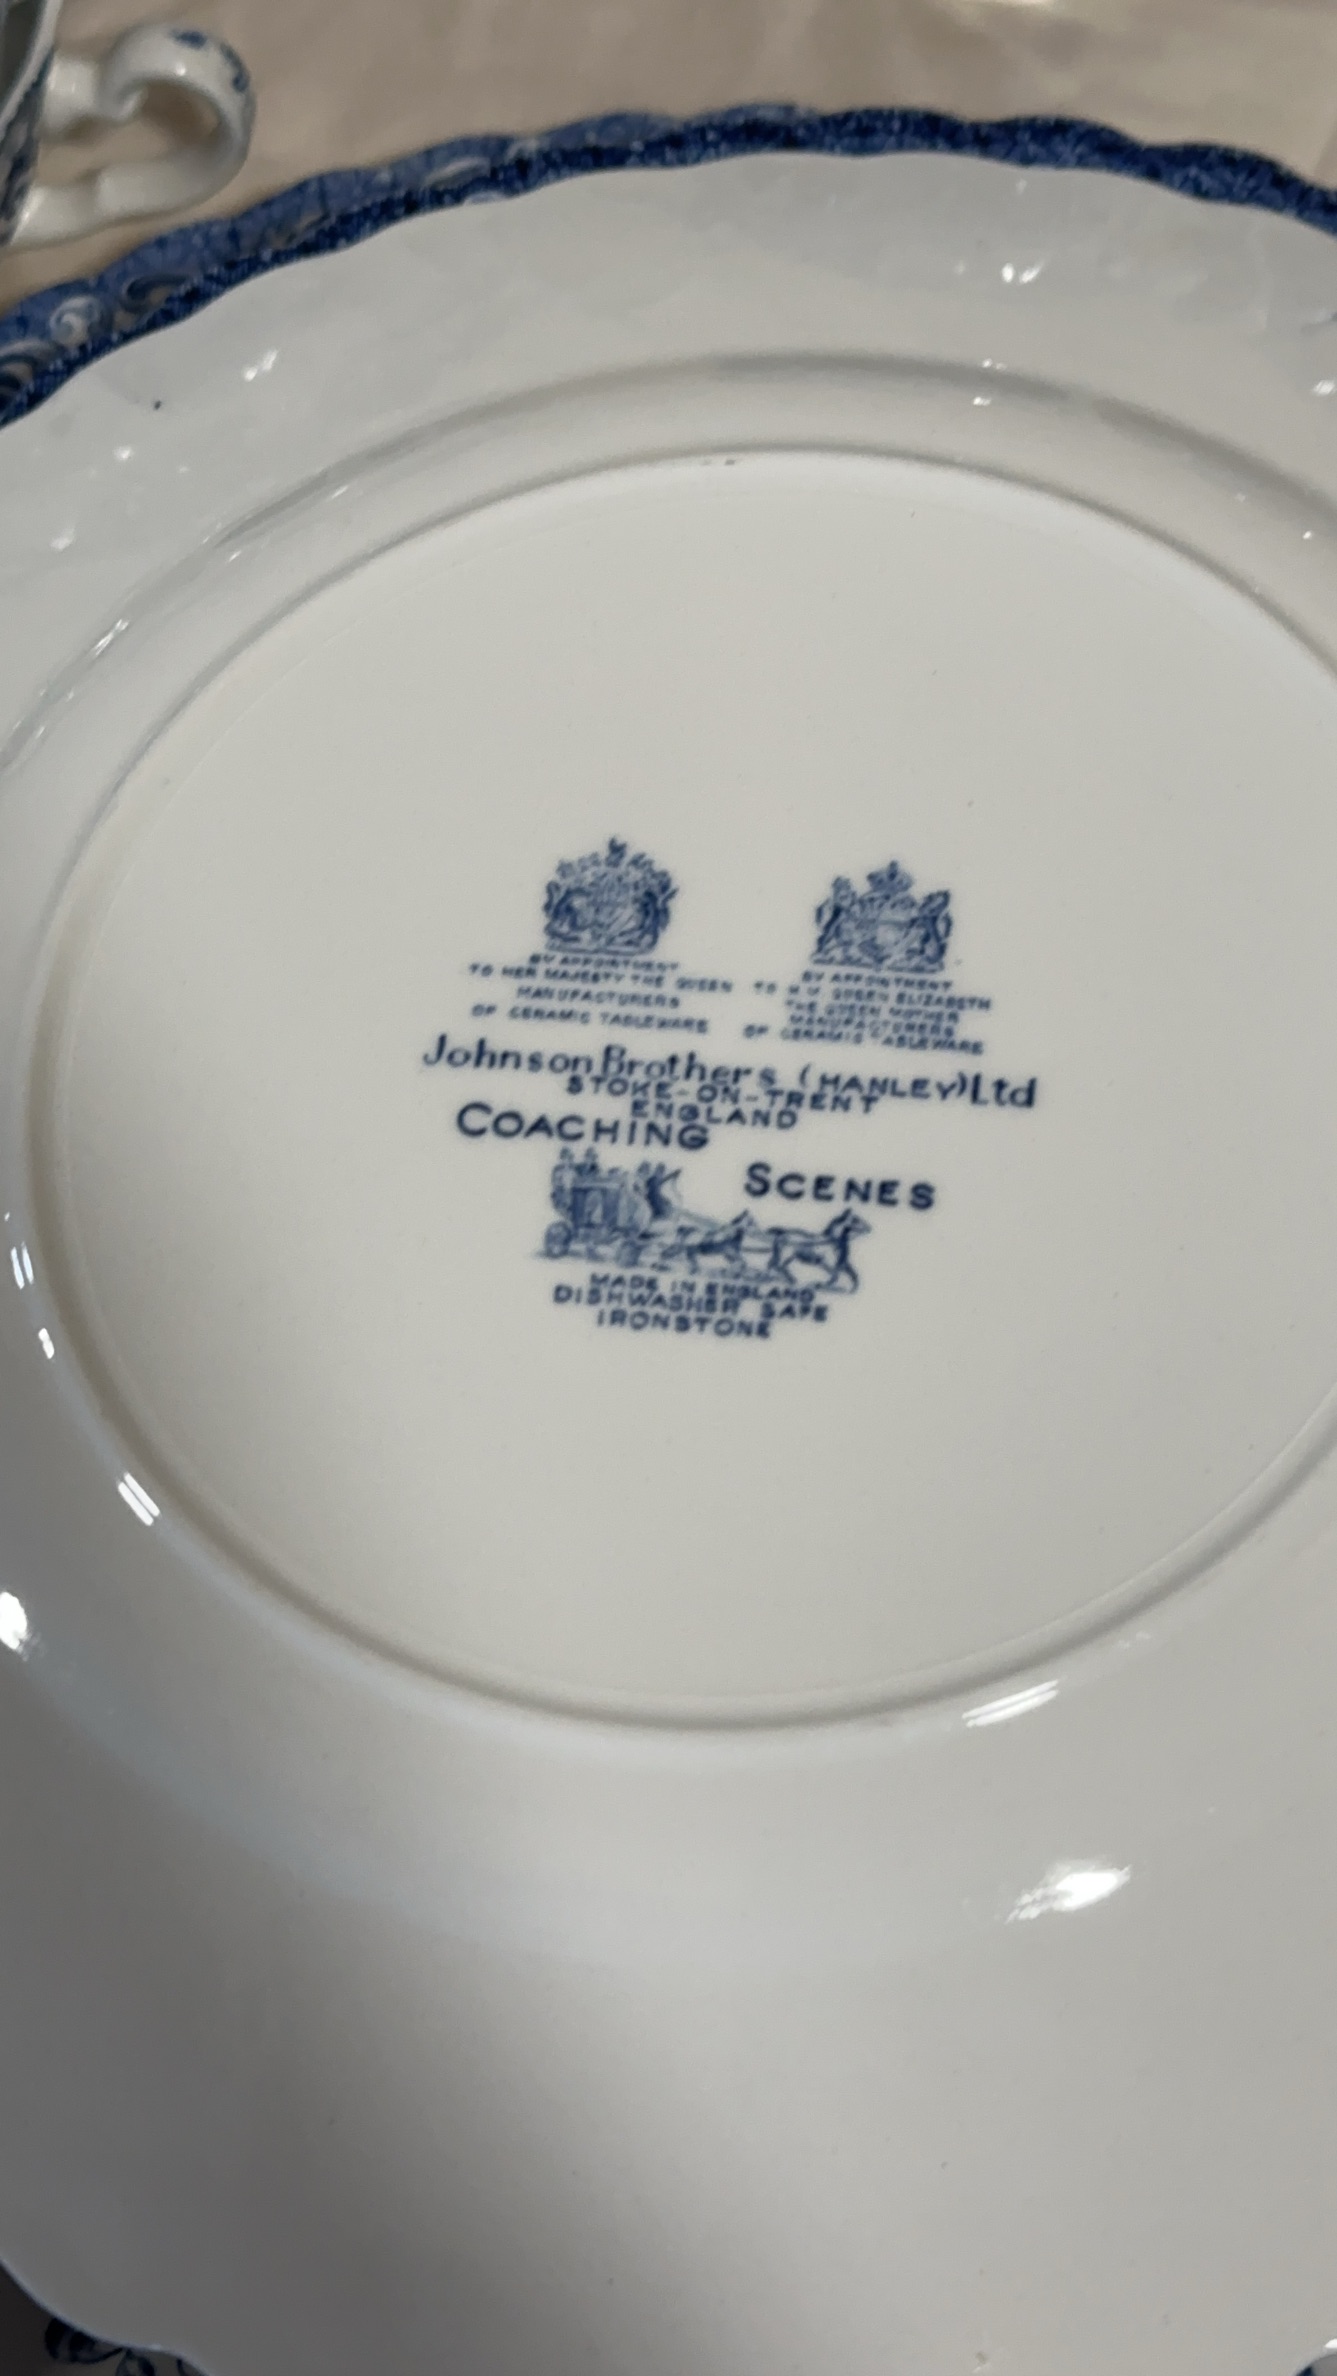 BY APPOINTMENT
TO HER MAJESTY THE QUEEN
MANUFACTURERS
OF CERAMIC TABLEWARE
BY APPOINTMENT
TO H M QUEEN ELIZABETH
THE QUEEN MOTHER
MANUFACTURERS
OF CERAMIC TABLEWARE
Johnson Brothers (HANLEY) Ltd
STOKE-ON-TRENT
ENGLAND
COACHING
SCENES
MADE IN ENGLAND
DISHWASHER SAFE
IRONSTONE